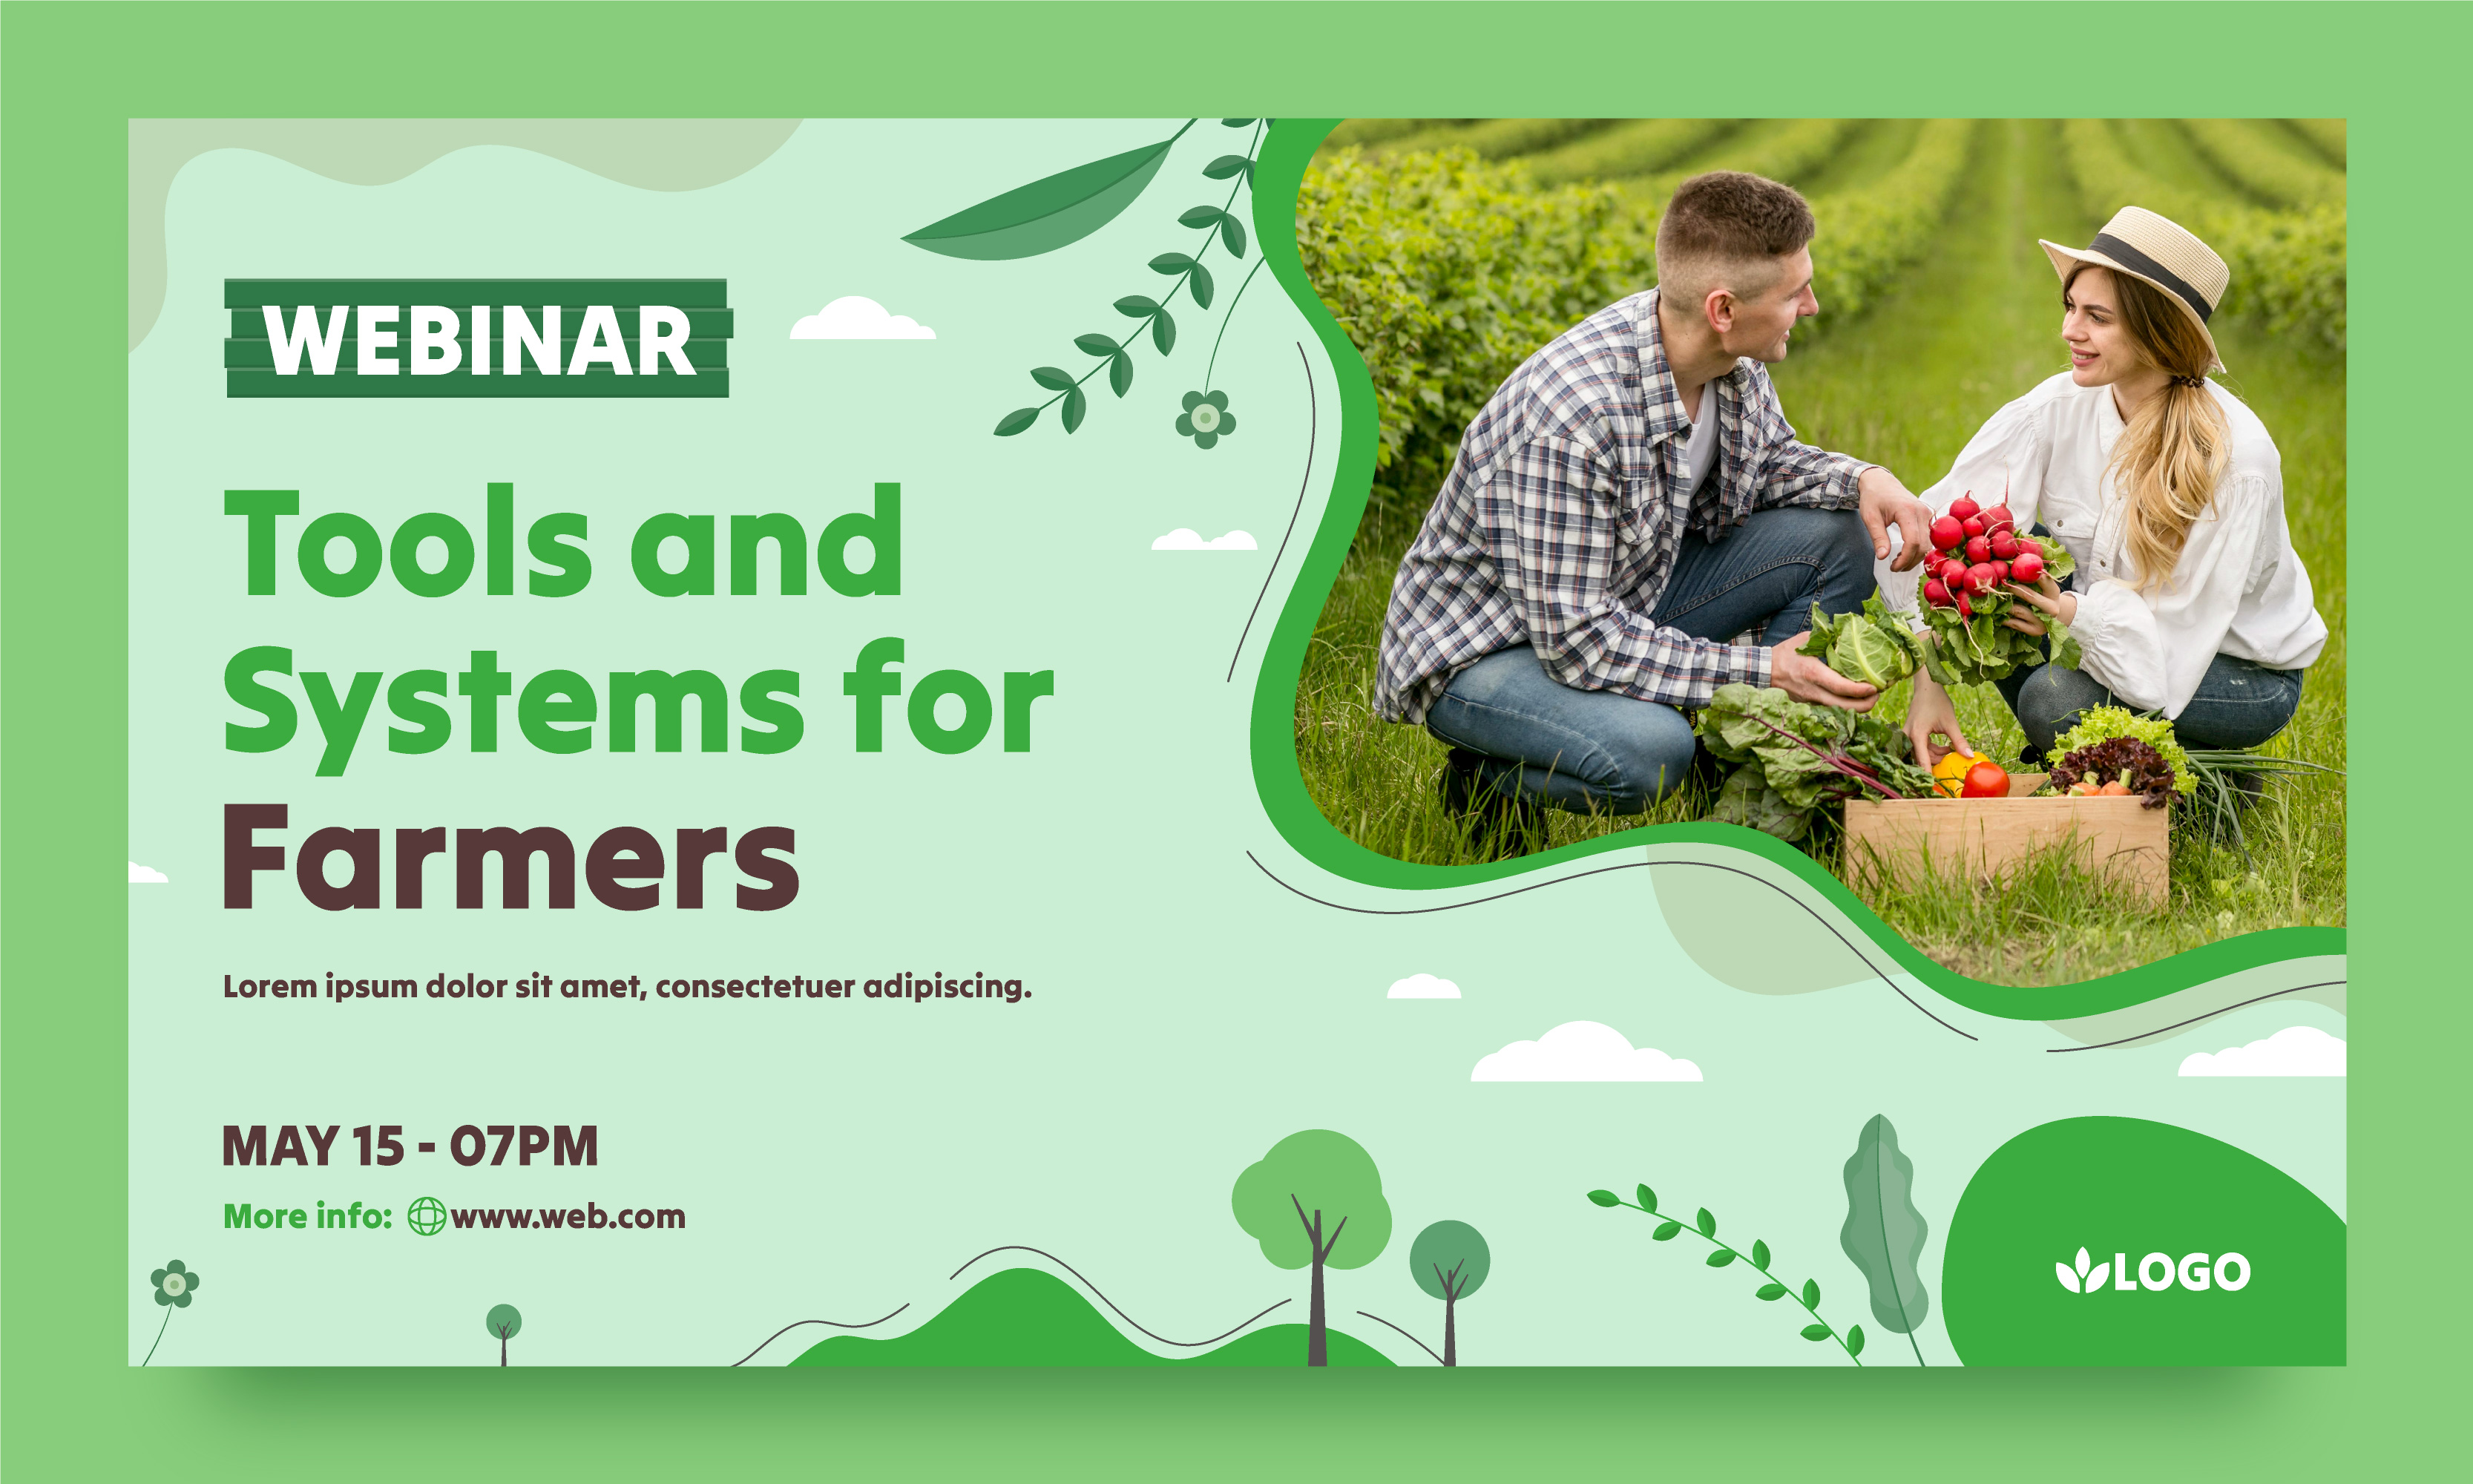 WEBINAR
Tools and
Systems for
Farmers
Lorem ipsum dolor sit amet, consectetuer adipiscing.
MAY 15 - 07PM
More info: www.web.com
LOGO